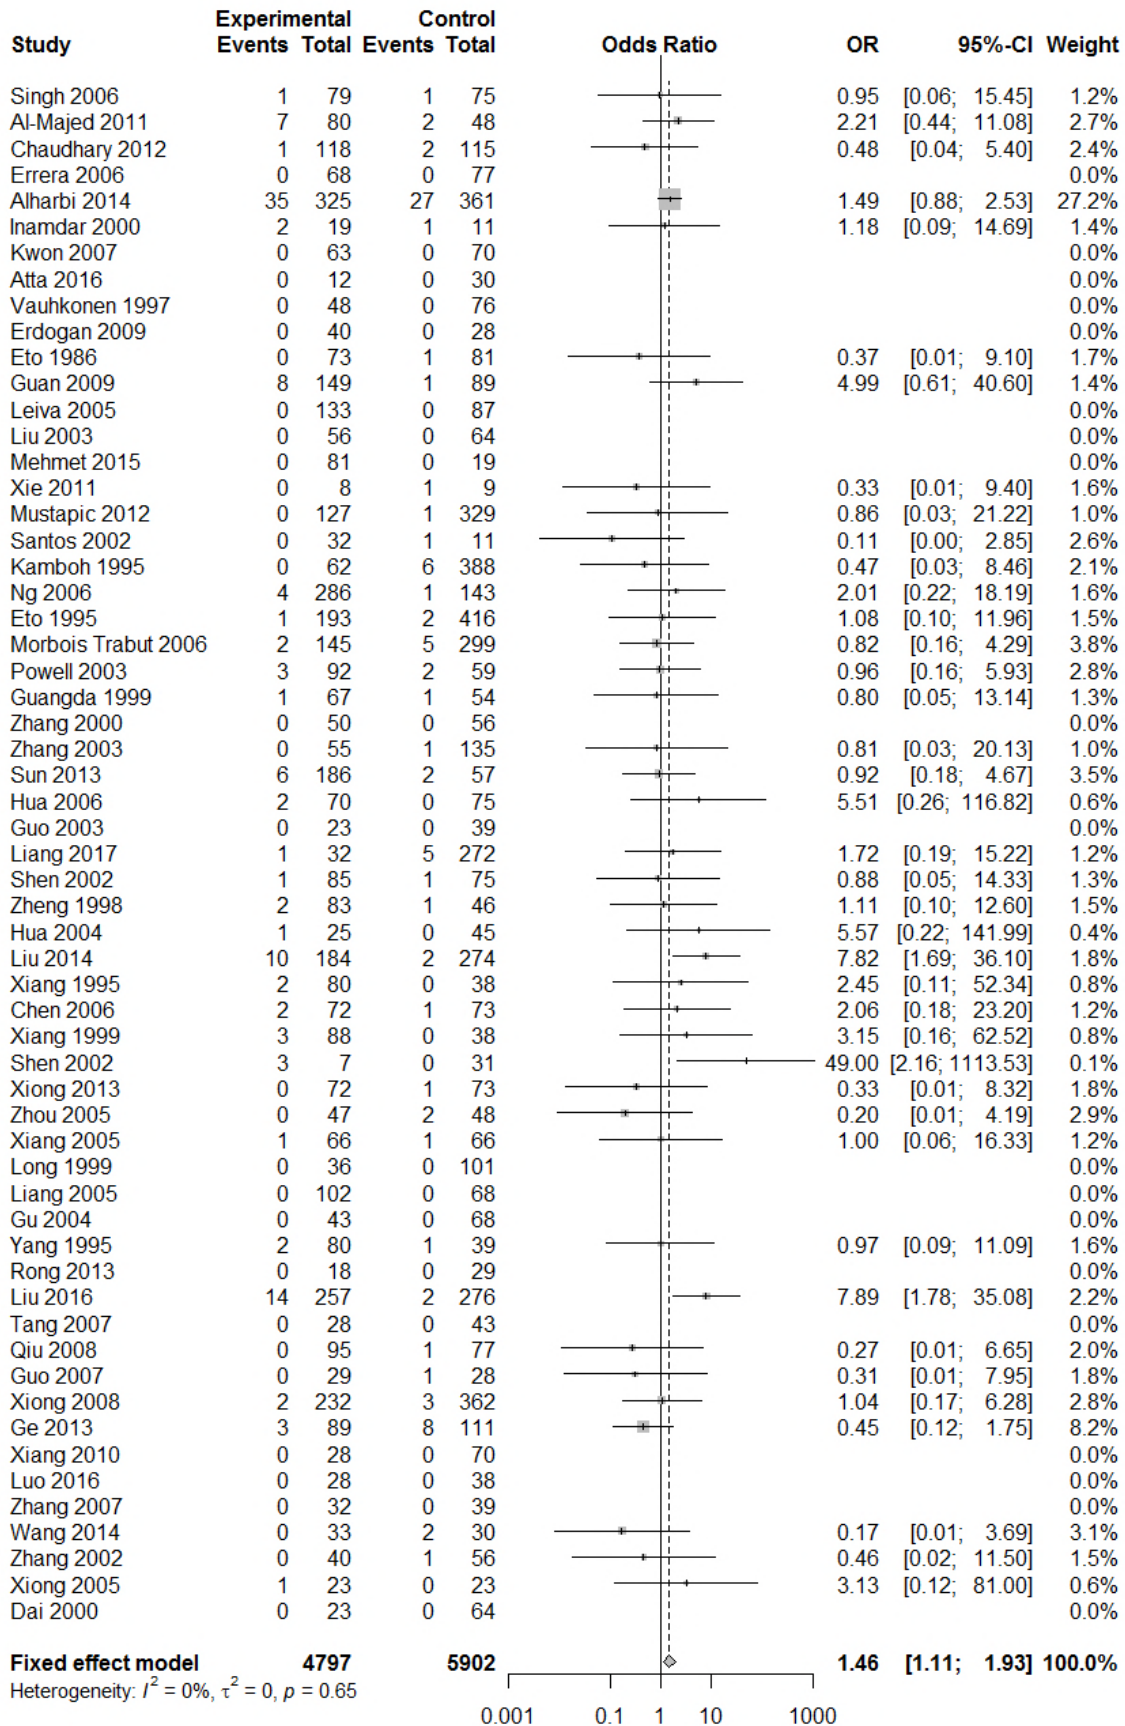 Experimental Control
Study Events Total Events Total Odds Ratio OR 95%-CI Weight
Singh 2006 1 79 1 75 0.95 [0.06; 15.45] 1.2%
Al-Majed 2011 7 80 2 48 2.21 [0.44; 11.08] 2.7%
Chaudhary 2012 1 118 2 115 0.48 [0.04; 5.40] 2.4%
Errera 2006 0 68 0 77 0.0%
Alharbi 2014 35 325 27 361 1.49 [0.88; 2.53] 27.2%
Inamdar 2000 2 19 1 11 1.18 [0.09; 14.69] 1.4%
Kwon 2007 0 63 0 70 0.0%
Atta 2016 0 12 0 30 0.0%
Vauhkonen 1997 0 48 0 76 0.0%
Erdogan 2009 0 40 0 28 0.0%
Eto 1986 0 73 1 81 0.37 [0.01; 9.10] 1.7%
Guan 2009 8 149 1 89 4.99 [0.61; 40.60] 1.4%
Leiva 2005 0 133 0 87 0.0%
Liu 2003 0 56 0 64 0.0%
Mehmet 2015 0 81 0 19 0.0%
Xie 2011 0 8 1 9 0.33 [0.01; 9.40] 1.6%
Mustapic 2012 0 127 1 329 0.86 [0.03; 21.22] 1.0%
Santos 2002 0 32 1 11 0.11 [0.00; 2.85] 2.6%
Kamboh 1995 0 62 6 388 0.47 [0.03; 8.46] 2.1%
Ng 2006 4 286 1 143 2.01 [0.22; 18.19] 1.6%
Eto 1995 1 193 2 416 1.08 [0.10; 11.96] 1.5%
Morbois Trabut 2006 2 145 5 299 0.82 [0.16; 4.29] 3.8%
Powell 2003 3 92 2 59 0.96 [0.16; 5.93] 2.8%
Guangda 1999 1 67 1 54 0.80 [0.05; 13.14] 1.3%
Zhang 2000 0 50 0 56 0.0%
Zhang 2003 0 55 1 135 0.81 [0.03; 20.13] 1.0%
Sun 2013 6 186 2 57 0.92 [0.18; 4.67] 3.5%
Hua 2006 2 70 0 75 5.51 [0.26; 116.82] 0.6%
Guo 2003 0 23 0 39 0.0%
Liang 2017 1 32 5 272 1.72 [0.19; 15.22] 1.2%
Shen 2002 1 85 1 75 0.88 [0.05; 14.33] 1.3%
Zheng 1998 2 83 1 46 1.11 [0.10; 12.60] 1.5%
Hua 2004 1 25 0 45 5.57 [0.22; 141.99] 0.4%
Liu 2014 10 184 2 274 7.82 [1.69; 36.10] 1.8%
Xiang 1995 2 80 0 38 2.45 [0.11; 52.34] 0.8%
Chen 2006 2 72 1 73 2.06 [0.18; 23.20] 1.2%
Xiang 1999 3 88 0 38 3.15 [0.16; 62.52] 0.8%
Shen 2002 3 7 0 31 49.00 [2.16; 1113.53] 0.1%
Xiong 2013 0 72 1 73 0.33 [0.01; 8.32] 1.8%
Zhou 2005 0 47 2 48 0.20 [0.01; 4.19] 2.9%
Xiang 2005 1 66 1 66 1.00 [0.06; 16.33] 1.2%
Long 1999 0 36 0 101 0.0%
Liang 2005 0 102 0 68 0.0%
Gu 2004 0 43 0 68 0.0%
Yang 1995 2 80 1 39 0.97 [0.09; 11.09] 1.6%
Rong 2013 0 18 0 29 0.0%
Liu 2016 14 257 2 276 7.89 [1.78; 35.08] 2.2%
Tang 2007 0 28 0 43 0.0%
Qiu 2008 0 95 1 77 0.27 [0.01; 6.65] 2.0%
Guo 2007 0 29 1 28 0.31 [0.01; 7.95] 1.8%
Xiong 2008 2 232 3 362 1.04 [0.17; 6.28] 2.8%
Ge 2013 3 89 8 111 0.45 [0.12; 1.75] 8.2%
Xiang 2010 0 28 0 70 0.0%
Luo 2016 0 28 0 38 0.0%
Zhang 2007 0 32 0 39 0.0%
Wang 2014 0 33 2 30 0.17 [0.01; 3.69] 3.1%
Zhang 2002 0 40 1 56 0.46 [0.02; 11.50] 1.5%
Xiong 2005 1 23 0 23 3.13 [0.12; 81.00] 0.6%
Dai 2000 0 23 0 64 0.0%
Fixed effect model 4797 5902 1.46 [1.11; 1.93] 100.0%
Heterogeneity: I² = 0%, τ² = 0, p = 0.65
0.001 0.1 1 10 1000